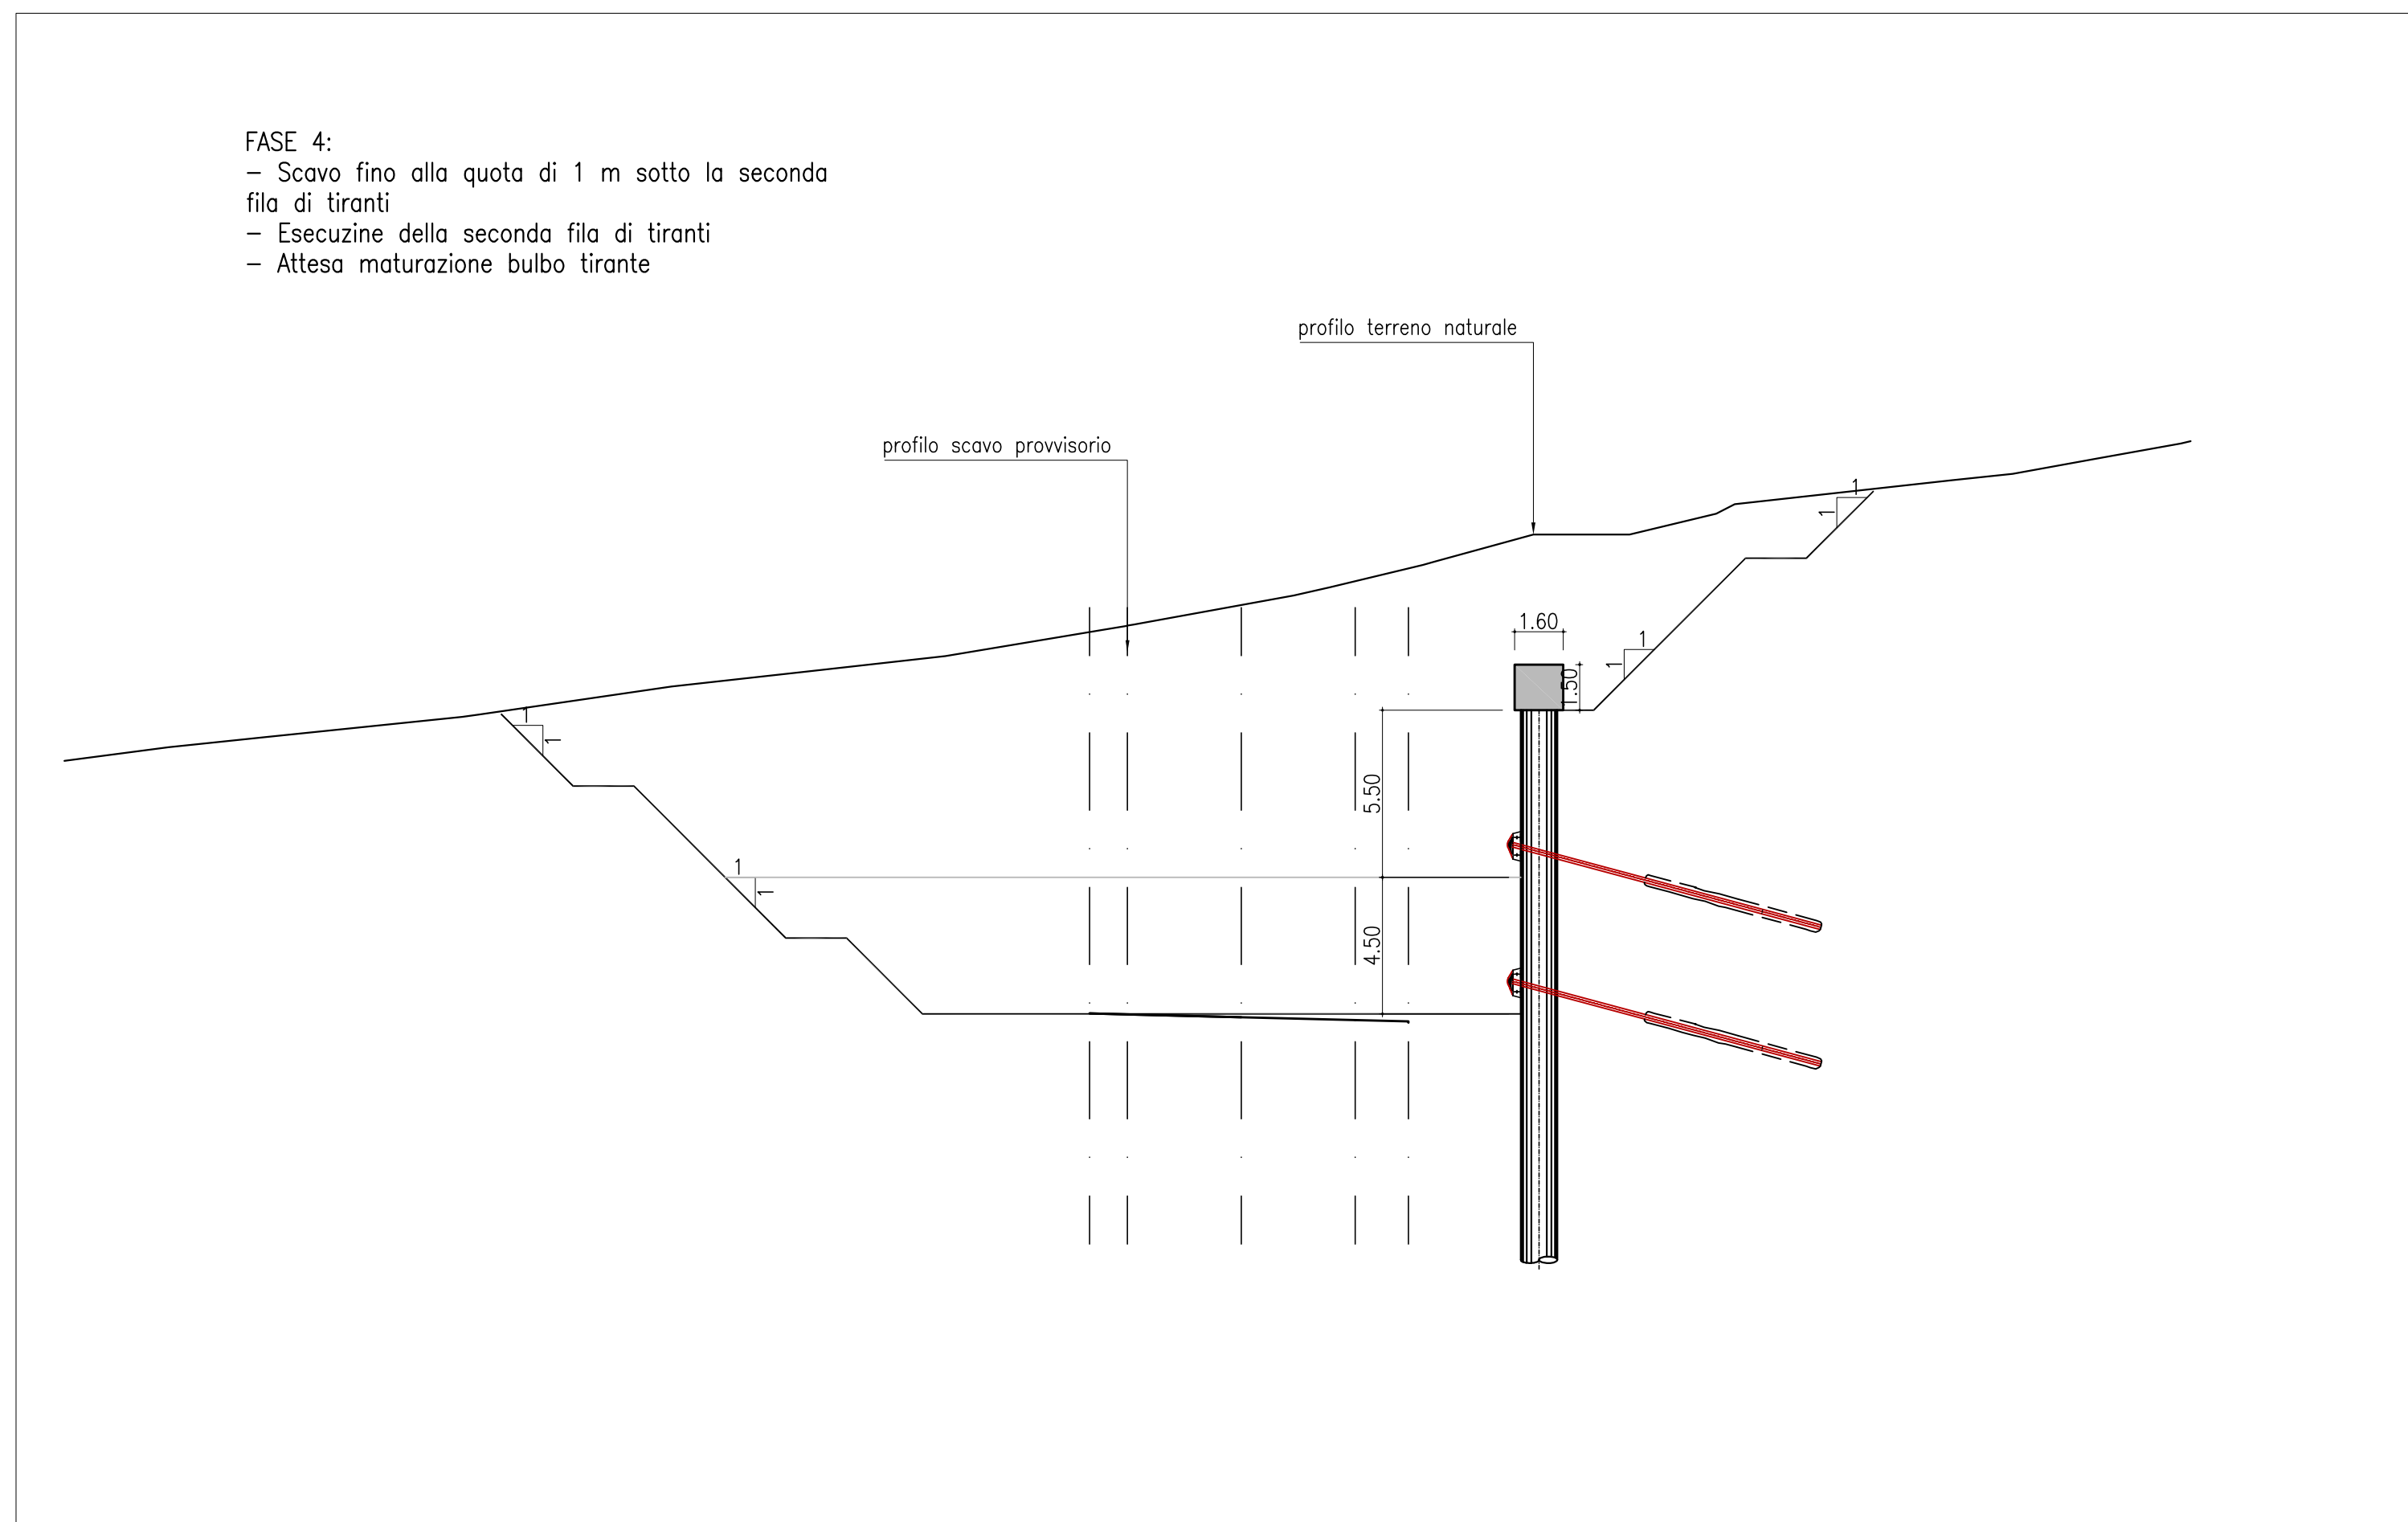 FASE 4:
- Scavo fino alla quota di 1 m sotto la seconda
fila di tiranti
- Esecuzine della seconda fila di tiranti
- Attesa maturazione bulbo tirante
profilo terreno naturale
profilo scavo provvisorio
1
1
1.60
1
1
1.50
1
1
5.50
1
1
4.50